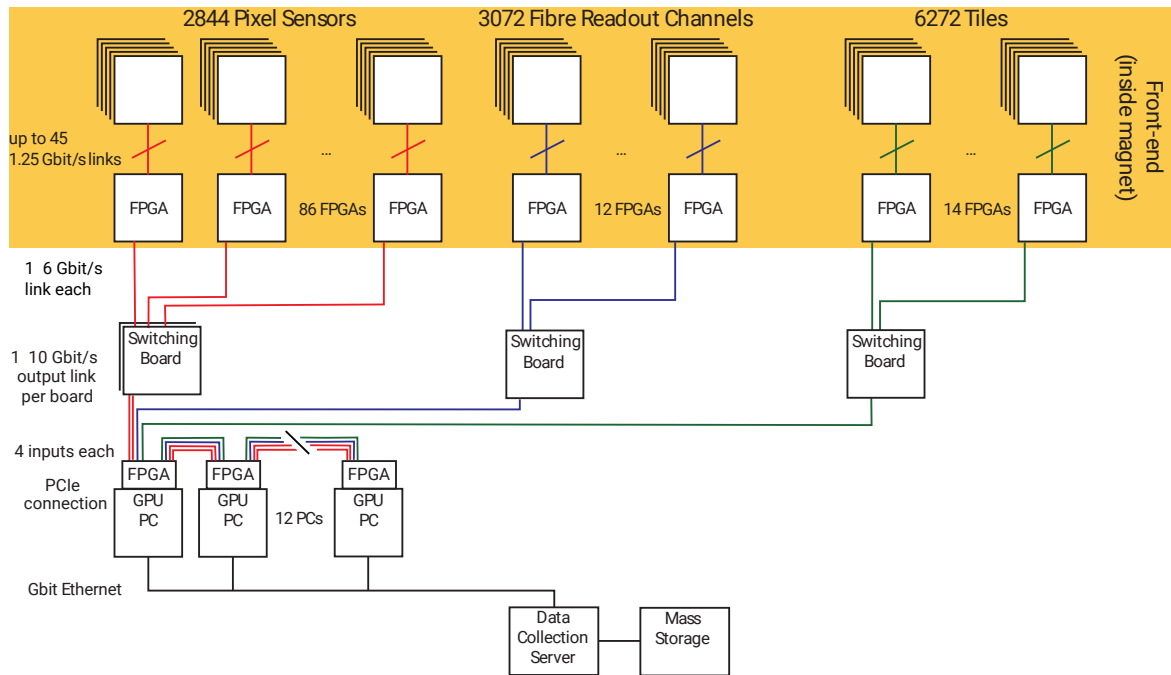 2844 Pixel Sensors
3072 Fibre Readout Channels
6272 Tiles
Front-end
(inside magnet)
up to 45
1.25 Gbit/s links
...
...
...
FPGA
FPGA
86 FPGAs
FPGA
FPGA
12 FPGAs
FPGA
FPGA
14 FPGAs
FPGA
1 6 Gbit/s
link each
Switching
Board
Switching
Board
Switching
Board
1 10 Gbit/s
output link
per board
4 inputs each
FPGA
FPGA
FPGA
PCIe
connection
GPU
PC
GPU
PC
12 PCs
GPU
PC
Gbit Ethernet
Data
Collection
Server
Mass
Storage